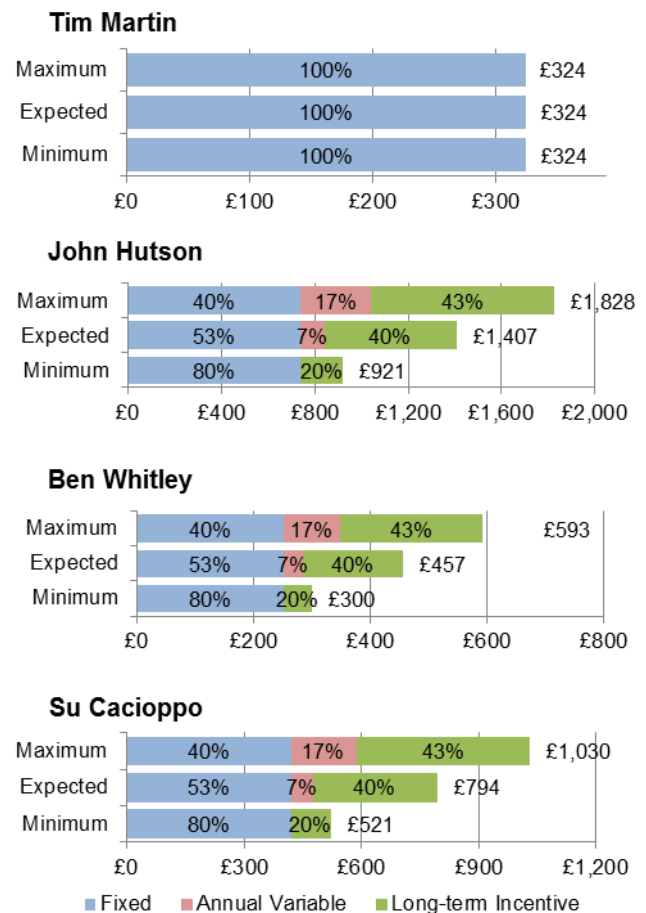 Tim Martin
Maximum 100% £324
Expected 100% £324
Minimum 100% £324
£0 £100 £200 £300
John Hutson
Maximum 40% 17% 43% £1,828
Expected 53% 7% 40% £1,407
Minimum 80% 20% £921
£0 £400 £800 £1,200 £1,600 £2,000
Ben Whitley
Maximum 40% 17% 43% £593
Expected 53% 7% 40% £457
Minimum 80% 20% £300
£0 £200 £400 £600 £800
Su Cacioppo
Maximum 40% 17% 43% £1,030
Expected 53% 7% 40% £794
Minimum 80% 20% £521
£0 £300 £600 £900 £1,200
Fixed Annual Variable Long-term Incentive